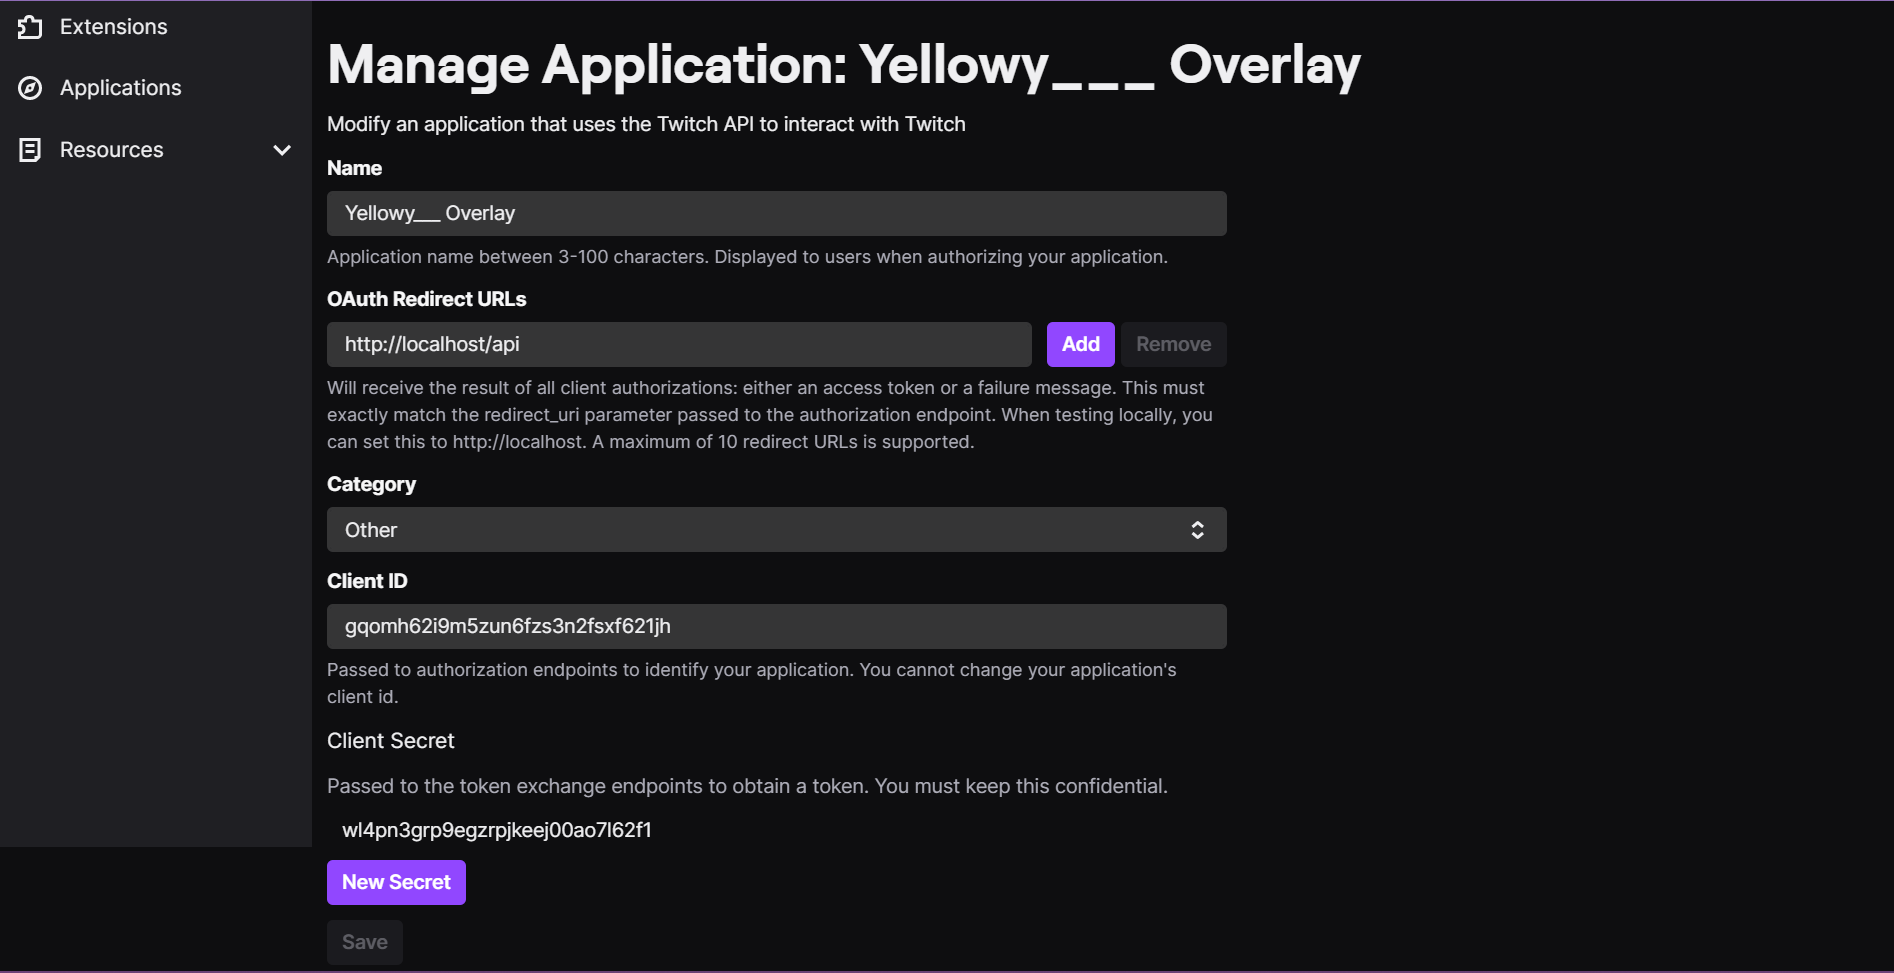 Extensions
Applications
Resources
Manage Application: Yellowy___ Overlay
Modify an application that uses the Twitch API to interact with Twitch
Name
Yellowy___ Overlay
Application name between 3-100 characters. Displayed to users when authorizing your application.
OAuth Redirect URLs
http://localhost/api
Add
Remove
Will receive the result of all client authorizations: either an access token or a failure message. This must
exactly match the redirect_uri parameter passed to the authorization endpoint. When testing locally, you
can set this to http://localhost. A maximum of 10 redirect URLs is supported.
Category
Other
Client ID
gqomh62i9m5zun6fzs3n2fsxf621jh
Passed to authorization endpoints to identify your application. You cannot change your application's
client id.
Client Secret
Passed to the token exchange endpoints to obtain a token. You must keep this confidential.
wl4pn3grp9egzrpjkeej00ao7l62f1
New Secret
Save